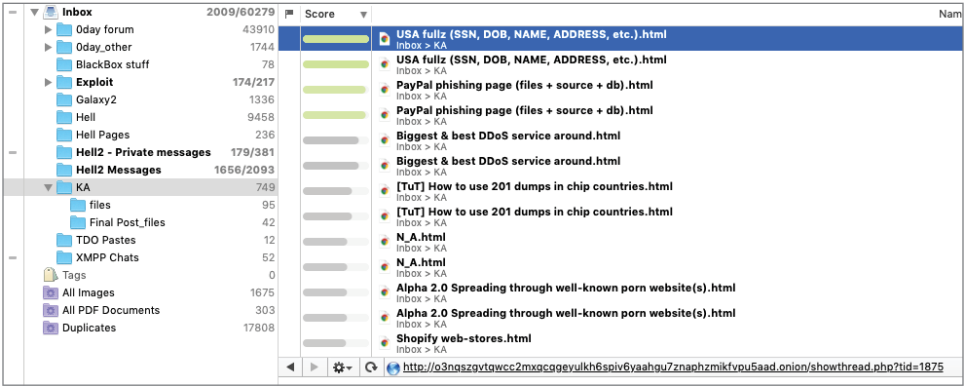 Inbox 2009/60279
0day forum 43910
0day_other 1744
BlackBox stuff 78
Exploit 174/217
Galaxy2 1336
Hell 9458
Hell Pages 236
Hell2 - Private messages 179/381
Hell2 Messages 1656/2093
KA 749
files 95
Final Post_files 42
TDO Pastes 12
XMPP Chats 52
Tags 0
All Images 1675
All PDF Documents 303
Duplicates 17808
Score Nam
USA fullz (SSN, DOB, NAME, ADDRESS, etc.).html
Inbox > KA
USA fullz (SSN, DOB, NAME, ADDRESS, etc.).html
Inbox > KA
PayPal phishing page (files + source + db).html
Inbox > KA
PayPal phishing page (files + source + db).html
Inbox > KA
Biggest & best DDoS service around.html
Inbox > KA
Biggest & best DDoS service around.html
Inbox > KA
[TuT] How to use 201 dumps in chip countries.html
Inbox > KA
[TuT] How to use 201 dumps in chip countries.html
Inbox > KA
N_A.html
Inbox > KA
N_A.html
Inbox > KA
Alpha 2.0 Spreading through well-known porn website(s).html
Inbox > KA
Alpha 2.0 Spreading through well-known porn website(s).html
Inbox > KA
Shopify web-stores.html
Inbox > KA
http://o3nqszgvtqwcc2mxqcqgeyulkh6spiv6yaahgu7znaphzmikfvpu5aad.onion/showthread.php?tid=1875